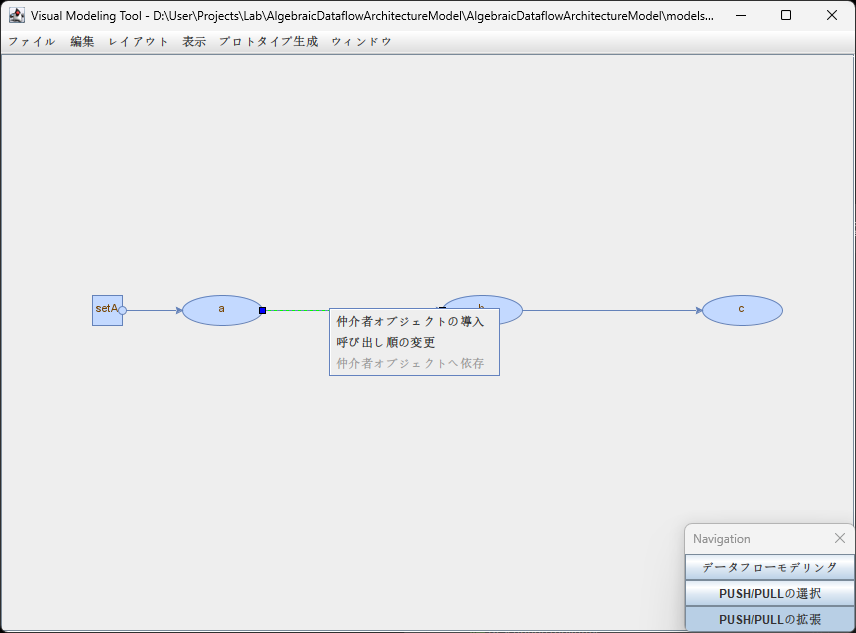 Visual Modeling Tool - D:\User\Projects\Lab\AlgebraicDataflowArchitectureModel\AlgebraicDataflowArchitectureModel\models...
ファイル 編集 レイアウト 表示 プロトタイプ生成 ウィンドウ
setA a c
仲介者オブジェクトの導入
呼び出し順の変更
仲介者オブジェクトへ依存
Navigation
データフローモデリング
PUSH/PULLの選択
PUSH/PULLの拡張